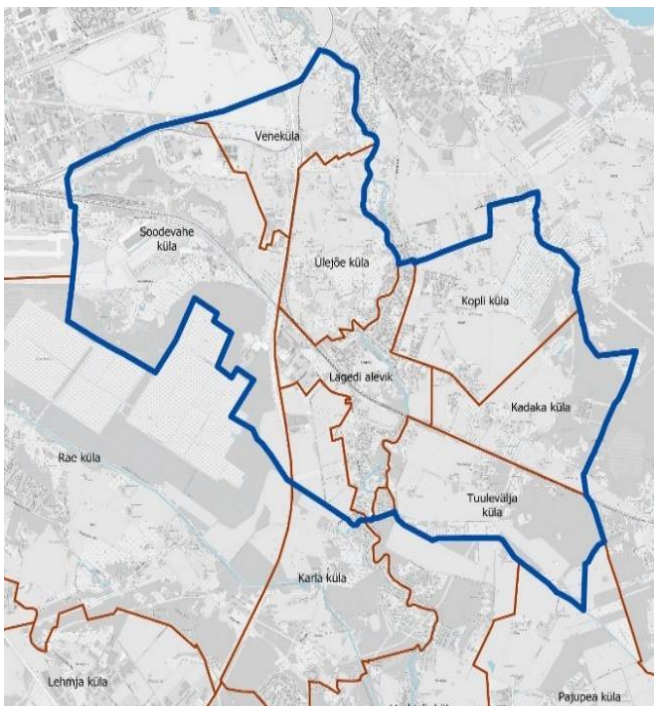 Veneküla
Soodevahe
küla
Ülejõe küla
Kopli küla
Lagedi alevik
Kadaka küla
Rae küla
Tuulevälja
küla
Karla küla
Lehmja küla
Pajupea küla